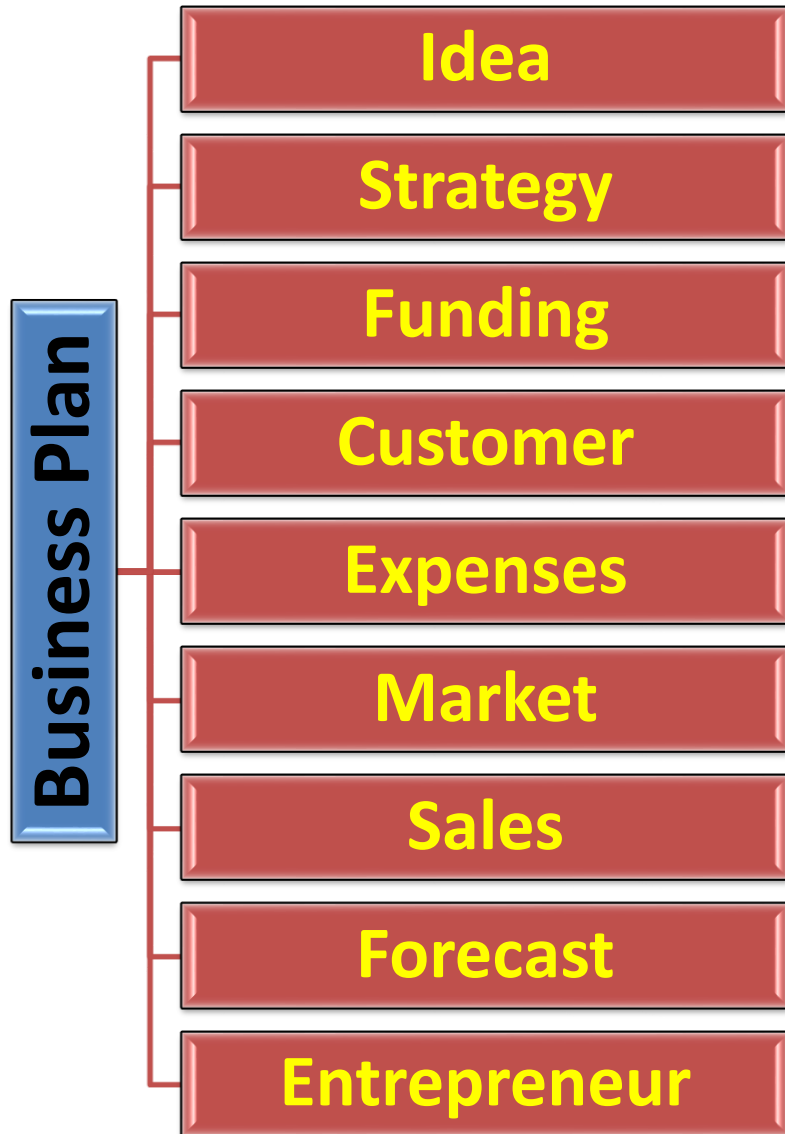 Business Plan
Idea
Strategy
Funding
Customer
Expenses
Market
Sales
Forecast
Entrepreneur